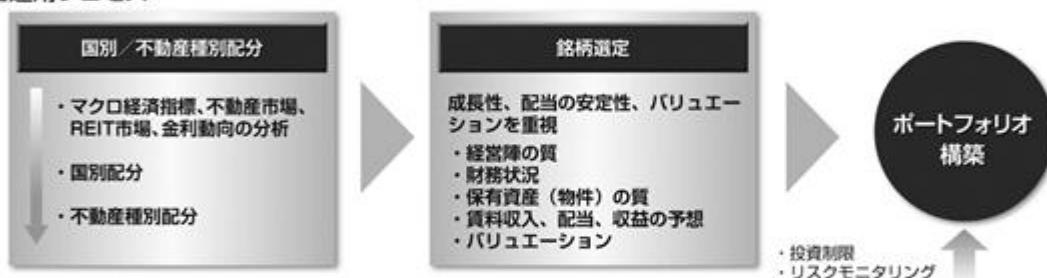 国別／不動産種別配分
・マクロ経済指標、不動産市場、
REIT市場、金利動向の分析
・国別配分
・不動産種別配分
銘柄選定
成長性、配当の安定性、バリュエー
ションを重視
・経営陣の質
・財務状況
・保有資産（物件）の質
・賃料収入、配当、収益の予想
・バリュエーション
ポートフォリオ
構築
・投資制限
・リスクモニタリング